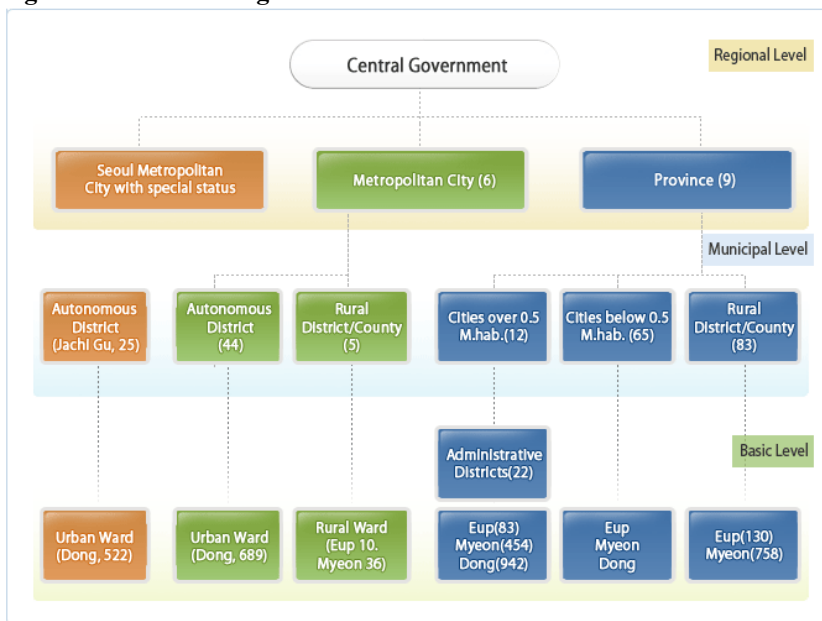 Central Government
Regional Level
Seoul Metropolitan
City with special status
Metropolitan City (6)
Province (9)
Municipal Level
Autonomous
District
(Jachi Gu, 25)
Autonomous
District
(44)
Rural
District/County
(5)
Cities over 0.5
M.hab.(12)
Cities below 0.5
M.hab. (65)
Rural
District/County
(83)
Basic Level
Administrative
Districts(22)
Urban Ward
(Dong, 522)
Urban Ward
(Dong, 689)
Rural Ward
(Eup 10.
Myeon 36)
Eup(83)
Myeon(454)
Dong(942)
Eup
Myeon
Dong
Eup(130)
Myeon(758)